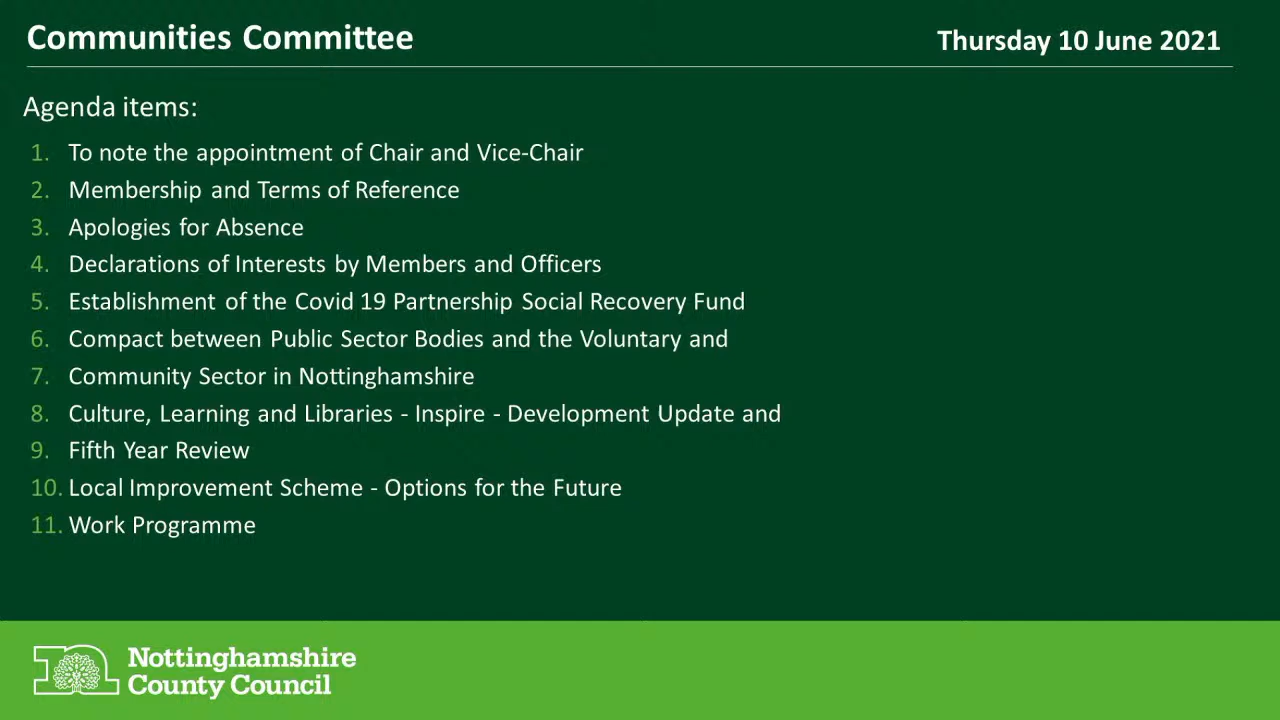 Communities Committee
Thursday 10 June 2021
Agenda items:
1. To note the appointment of Chair and Vice-Chair
2. Membership and Terms of Reference
3. Apologies for Absence
4. Declarations of Interests by Members and Officers
5. Establishment of the Covid 19 Partnership Social Recovery Fund
6. Compact between Public Sector Bodies and the Voluntary and
7. Community Sector in Nottinghamshire
8. Culture, Learning and Libraries - Inspire - Development Update and
9. Fifth Year Review
10. Local Improvement Scheme - Options for the Future
11. Work Programme
Nottinghamshire
County Council